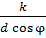 k
d cos φ